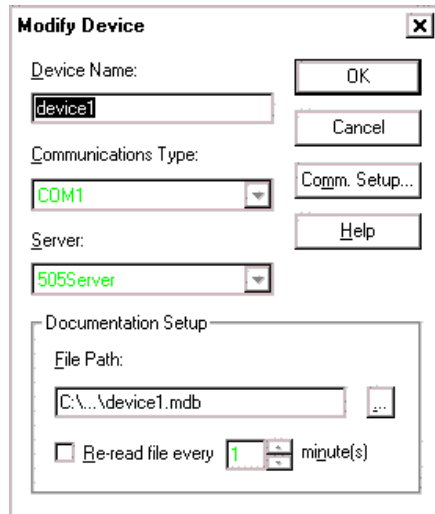 Modify Device
Device Name:
device1
OK
Cancel
Communications Type:
COM1
Comm. Setup...
Server:
Help
505Server
Documentation Setup
File Path:
C:\...\device1.mdb
...
Re-read file every 1 minute(s)